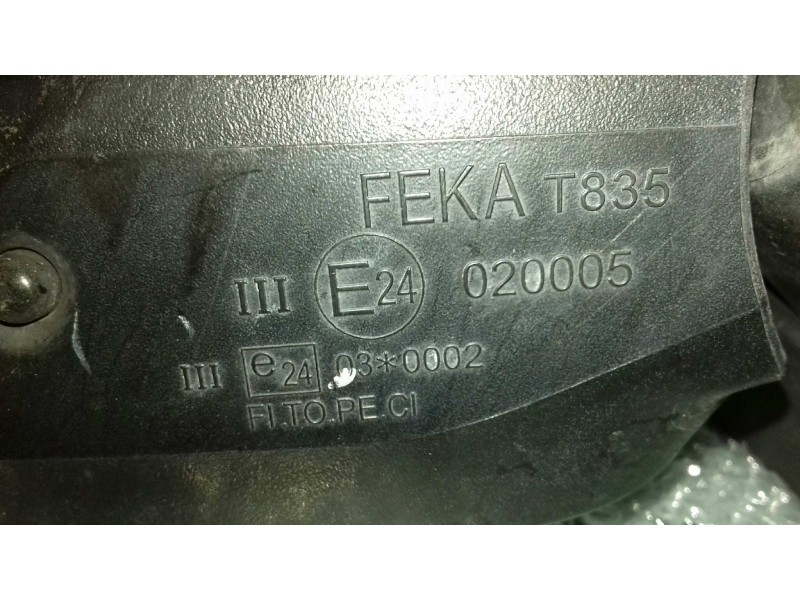 FEKA T835
III E24 020005
III e24 03*0002
FI.TO.PE.CI